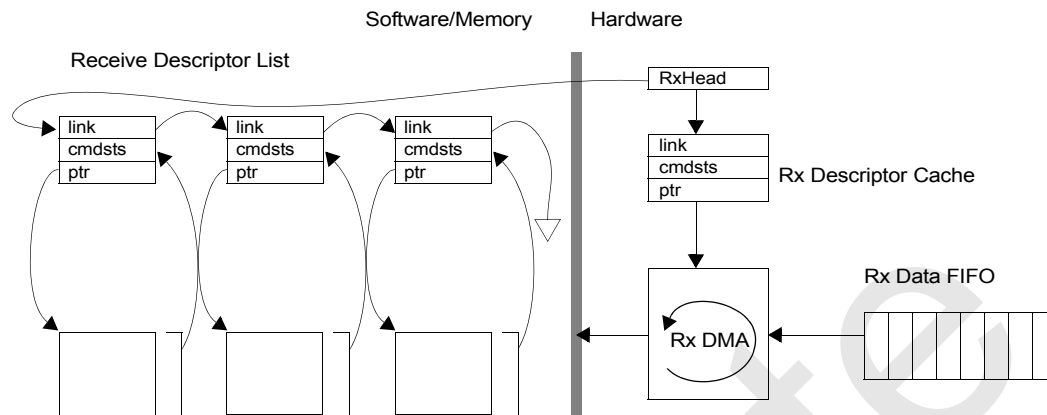 Software/Memory
Hardware
Receive Descriptor List
RxHead
link
cmdsts
ptr
link
cmdsts
ptr
link
cmdsts
ptr
link
cmdsts
ptr
Rx Descriptor Cache
Rx Data FIFO
Rx DMA